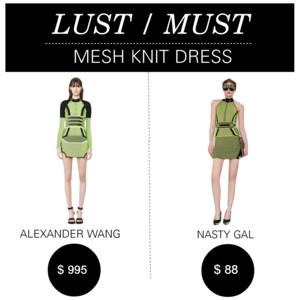 LUST / MUST
MESH KNIT DRESS
ALEXANDER WANG
NASTY GAL
$ 995
$ 88